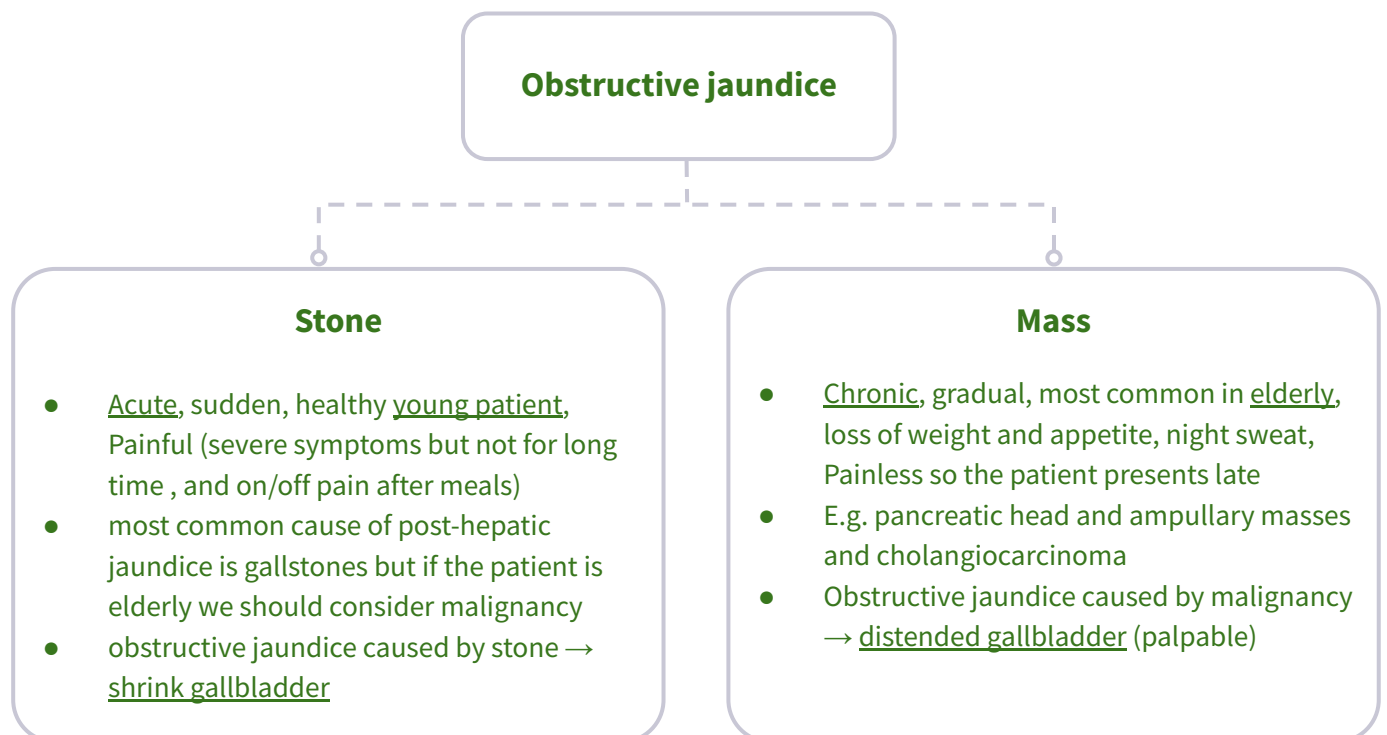 Obstructive jaundice
Stone
● Acute, sudden, healthy young patient,
Painful (severe symptoms but not for long
time , and on/off pain after meals)
● most common cause of post-hepatic
jaundice is gallstones but if the patient is
elderly we should consider malignancy
● obstructive jaundice caused by stone →
shrink gallbladder
Mass
● Chronic, gradual, most common in elderly,
loss of weight and appetite, night sweat,
Painless so the patient presents late
● E.g. pancreatic head and ampullary masses
and cholangiocarcinoma
● Obstructive jaundice caused by malignancy
→ distended gallbladder (palpable)